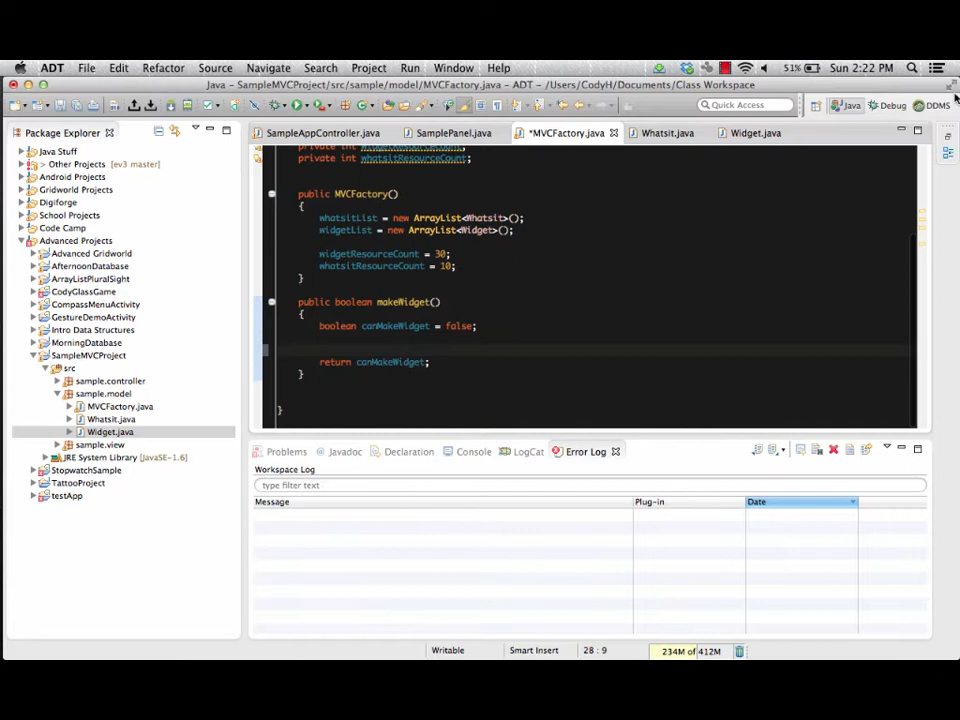 ADT File Edit Refactor Source Navigate Search Project Run Window Help 51% Sun 2:22 PM
Java - SampleMVCProject/src/sample/model/MVCFactory.java - ADT - /Users/CodyH/Documents/Class Workspace
Quick Access Java Debug DDMS
Package Explorer
SampleAppController.java SamplePanel.java *MVCFactory.java Whatsit.java Widget.java
Java Stuff
> Other Projects [ev3 master]
Android Projects
Gridworld Projects
Digiforge
School Projects
Code Camp
Advanced Projects
Advanced Gridworld
AfternoonDatabase
ArrayListPluralSight
CodyGlassGame
CompassMenuActivity
GestureDemoActivity
Intro Data Structures
MorningDatabase
SampleMVCProject
src
sample.controller
sample.model
MVCFactory.java
Whatsit.java
Widget.java
sample.view
JRE System Library [JavaSE-1.6]
StopwatchSample
TattooProject
testApp
private int widgetResourceCount;
private int whatsitResourceCount;
public MVCFactory()
{
whatsitList = new ArrayList<Whatsit>();
widgetList = new ArrayList<Widget>();
widgetResourceCount = 30;
whatsitResourceCount = 10;
}
public boolean makeWidget()
{
boolean canMakeWidget = false;
return canMakeWidget;
}
}
Problems Javadoc Declaration Console LogCat Error Log
Workspace Log
type filter text
Message Plug-in Date
Writable Smart Insert 28 : 9 234M of 412M